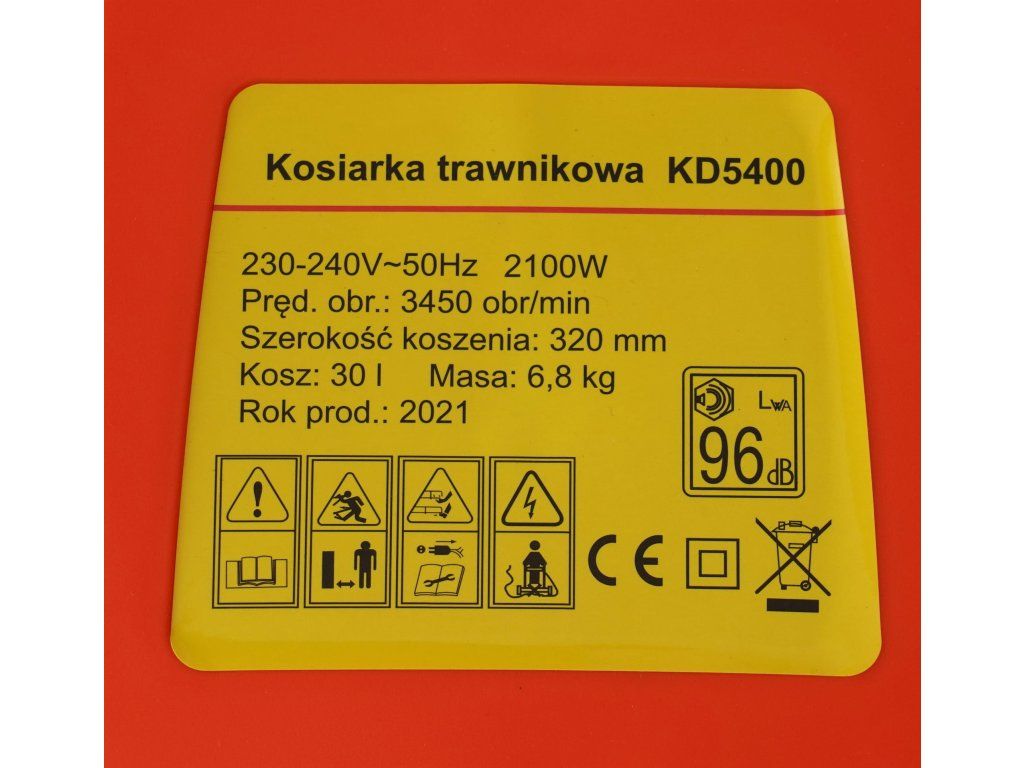 Kosiarka trawnikowa KD5400
230-240V~50Hz 2100W
Pręd. obr.: 3450 obr/min
Szerokość koszenia: 320 mm
Kosz: 30 l Masa: 6,8 kg
Rok prod.: 2021
LWA
96 dB
CE